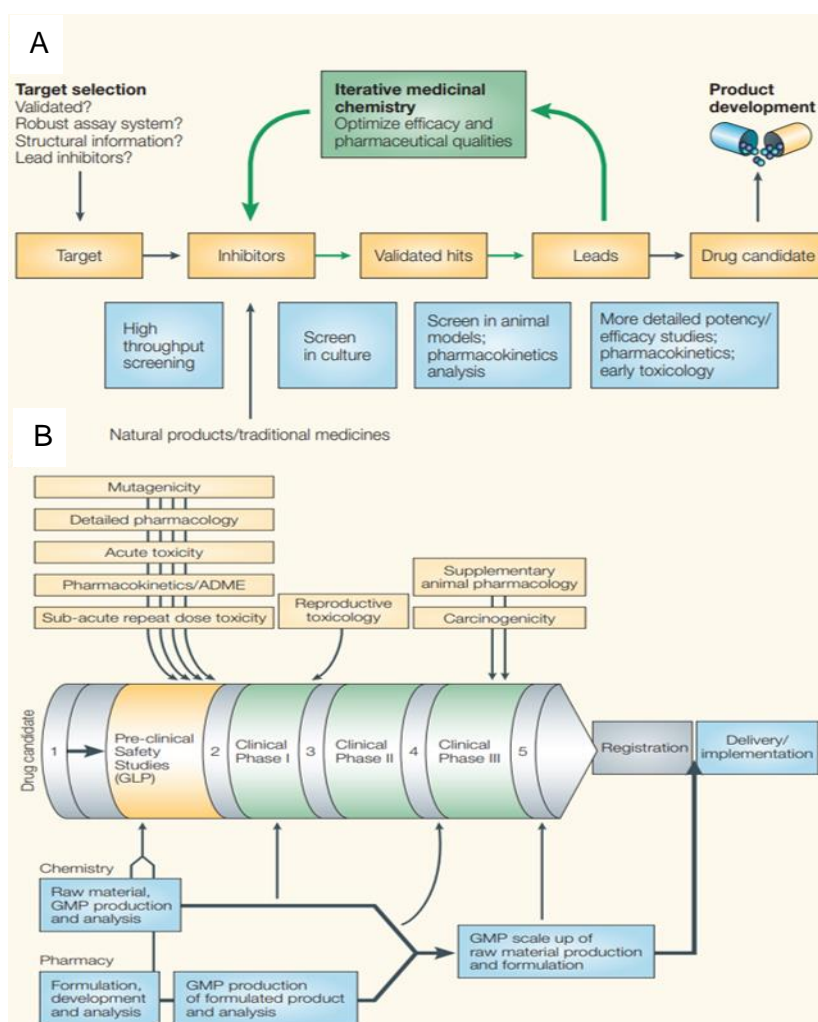 A
Target selection
Validated?
Robust assay system?
Structural information?
Lead inhibitors?
Iterative medicinal
chemistry
Optimize efficacy and
pharmaceutical qualities
Product
development
Target
Inhibitors
Validated hits
Leads
Drug candidate
High
throughput
screening
Screen
in culture
Screen in animal
models;
pharmacokinetics
analysis
More detailed potency/
efficacy studies;
pharmacokinetics;
early toxicology
Natural products/traditional medicines
B
Mutagenicity
Detailed pharmacology
Acute toxicity
Pharmacokinetics/ADME
Sub-acute repeat dose toxicity
Reproductive
toxicology
Supplementary
animal pharmacology
Carcinogenicity
Drug candidate
1
Pre-clinical
Safety
Studies
(GLP)
2
Clinical
Phase I
3
Clinical
Phase II
4
Clinical
Phase III
5
Registration
Delivery/
implementation
Chemistry
Raw material,
GMP production
and analysis
Pharmacy
Formulation,
development
and analysis
GMP production
of formulated product
and analysis
GMP scale up of
raw material production
and formulation